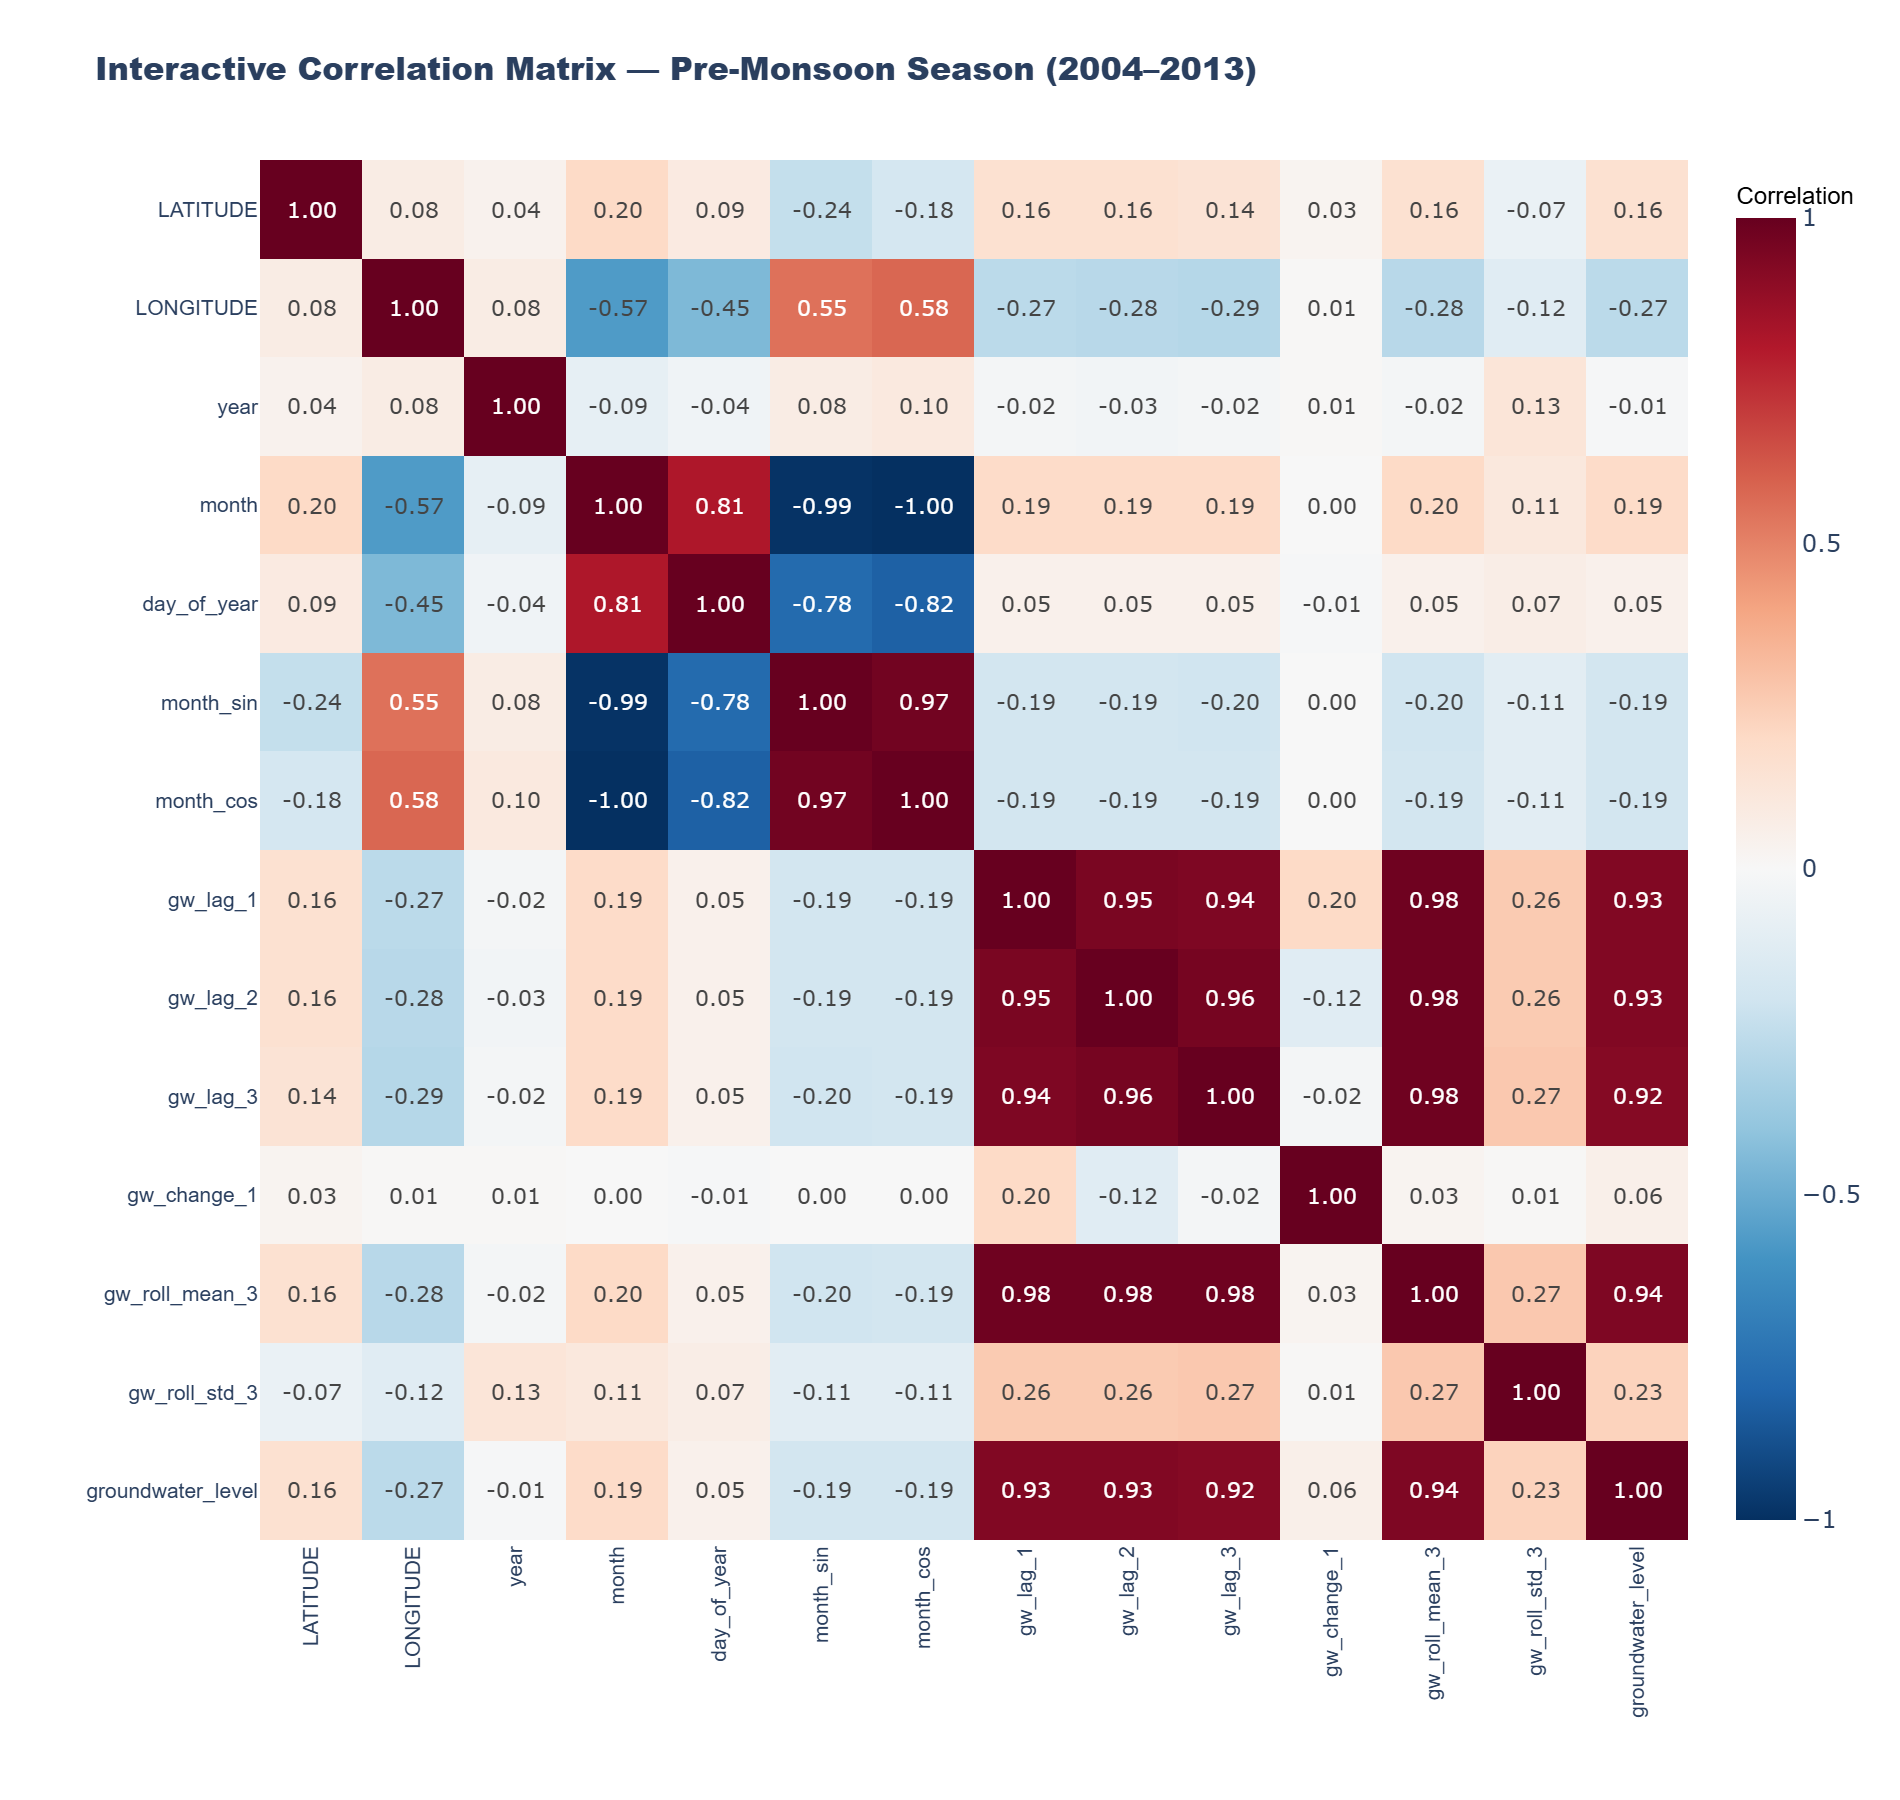 Interactive Correlation Matrix — Pre-Monsoon Season (2004–2013)
Correlation
LATITUDE 1.00 0.08 0.04 0.20 0.09 -0.24 -0.18 0.16 0.16 0.14 0.03 0.16 -0.07 0.16
LONGITUDE 0.08 1.00 0.08 -0.57 -0.45 0.55 0.58 -0.27 -0.28 -0.29 0.01 -0.28 -0.12 -0.27
year 0.04 0.08 1.00 -0.09 -0.04 0.08 0.10 -0.02 -0.03 -0.02 0.01 -0.02 0.13 -0.01
month 0.20 -0.57 -0.09 1.00 0.81 -0.99 -1.00 0.19 0.19 0.19 0.00 0.20 0.11 0.19
day_of_year 0.09 -0.45 -0.04 0.81 1.00 -0.78 -0.82 0.05 0.05 0.05 -0.01 0.05 0.07 0.05
month_sin -0.24 0.55 0.08 -0.99 -0.78 1.00 0.97 -0.19 -0.19 -0.20 0.00 -0.20 -0.11 -0.19
month_cos -0.18 0.58 0.10 -1.00 -0.82 0.97 1.00 -0.19 -0.19 -0.19 0.00 -0.19 -0.11 -0.19
gw_lag_1 0.16 -0.27 -0.02 0.19 0.05 -0.19 -0.19 1.00 0.95 0.94 0.20 0.98 0.26 0.93
gw_lag_2 0.16 -0.28 -0.03 0.19 0.05 -0.19 -0.19 0.95 1.00 0.96 -0.12 0.98 0.26 0.93
gw_lag_3 0.14 -0.29 -0.02 0.19 0.05 -0.20 -0.19 0.94 0.96 1.00 -0.02 0.98 0.27 0.92
gw_change_1 0.03 0.01 0.01 0.00 -0.01 0.00 0.00 0.20 -0.12 -0.02 1.00 0.03 0.01 0.06
gw_roll_mean_3 0.16 -0.28 -0.02 0.20 0.05 -0.20 -0.19 0.98 0.98 0.98 0.03 1.00 0.27 0.94
gw_roll_std_3 -0.07 -0.12 0.13 0.11 0.07 -0.11 -0.11 0.26 0.26 0.27 0.01 0.27 1.00 0.23
groundwater_level 0.16 -0.27 -0.01 0.19 0.05 -0.19 -0.19 0.93 0.93 0.92 0.06 0.94 0.23 1.00
LATITUDE LONGITUDE year month day_of_year month_sin month_cos gw_lag_1 gw_lag_2 gw_lag_3 gw_change_1 gw_roll_mean_3 gw_roll_std_3 groundwater_level
1
0.5
0
−0.5
−1